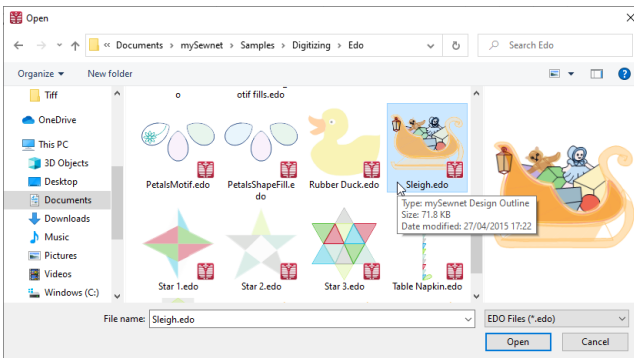 Open
« Documents > mySewnet > Samples > Digitizing > Edo
Search Edo
Organize
New folder
Tiff
OneDrive
This PC
3D Objects
Desktop
Documents
Downloads
Music
Pictures
Videos
Windows (C:)
o
otif fills.edo
PetalsMotif.edo
PetalsShapeFill.e
do
Rubber Duck.edo
Sleigh.edo
Type: mySewnet Design Outline
Size: 71.8 KB
Date modified: 27/04/2015 17:22
Star 1.edo
Star 2.edo
Star 3.edo
Table Napkin.edo
File name: Sleigh.edo
EDO Files (*.edo)
Open
Cancel